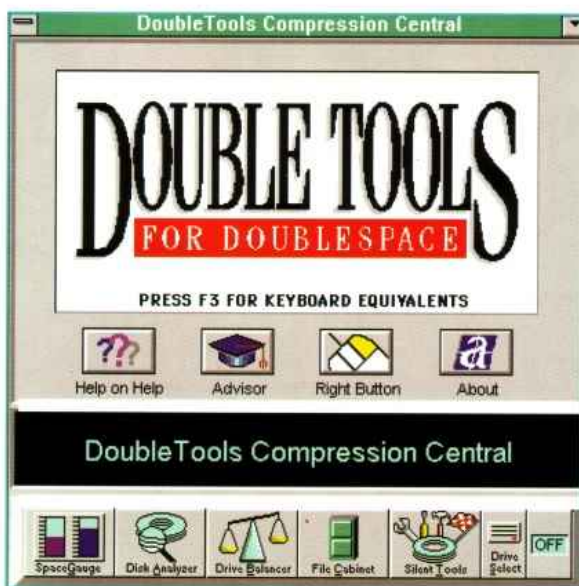 DoubleTools Compression Central
DOUBLE TOOLS
FOR DOUBLESPACE
PRESS F3 FOR KEYBOARD EQUIVALENTS
???
a
Help on Help
Advisor
Right Button
About
DoubleTools Compression Central
SpaceGauge
Disk Analyzer
Drive Balancer
File Cabinet
Silent Tools
Drive
Select
OFF